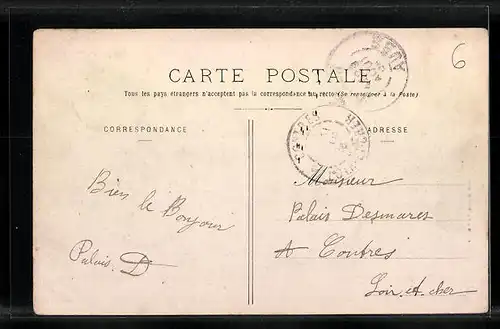 6
CARTE POSTALE
Tous les pays étrangers n'acceptent pas la correspondance au recto (Se renseigner à la Poste)
CORRESPONDANCE
ADRESSE
Bien le Bonjour
Palais. D
Monsieur
Palais Desmares
A Contres
Loir-et-cher